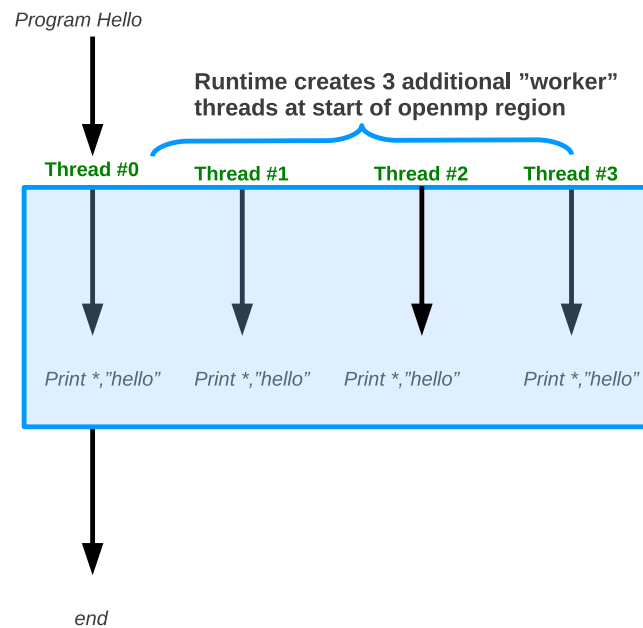 Program Hello
Runtime creates 3 additional ”worker”
threads at start of openmp region
Thread #0
Thread #1
Thread #2
Thread #3
Print *,”hello”
Print *,”hello”
Print *,”hello”
Print *,”hello”
end